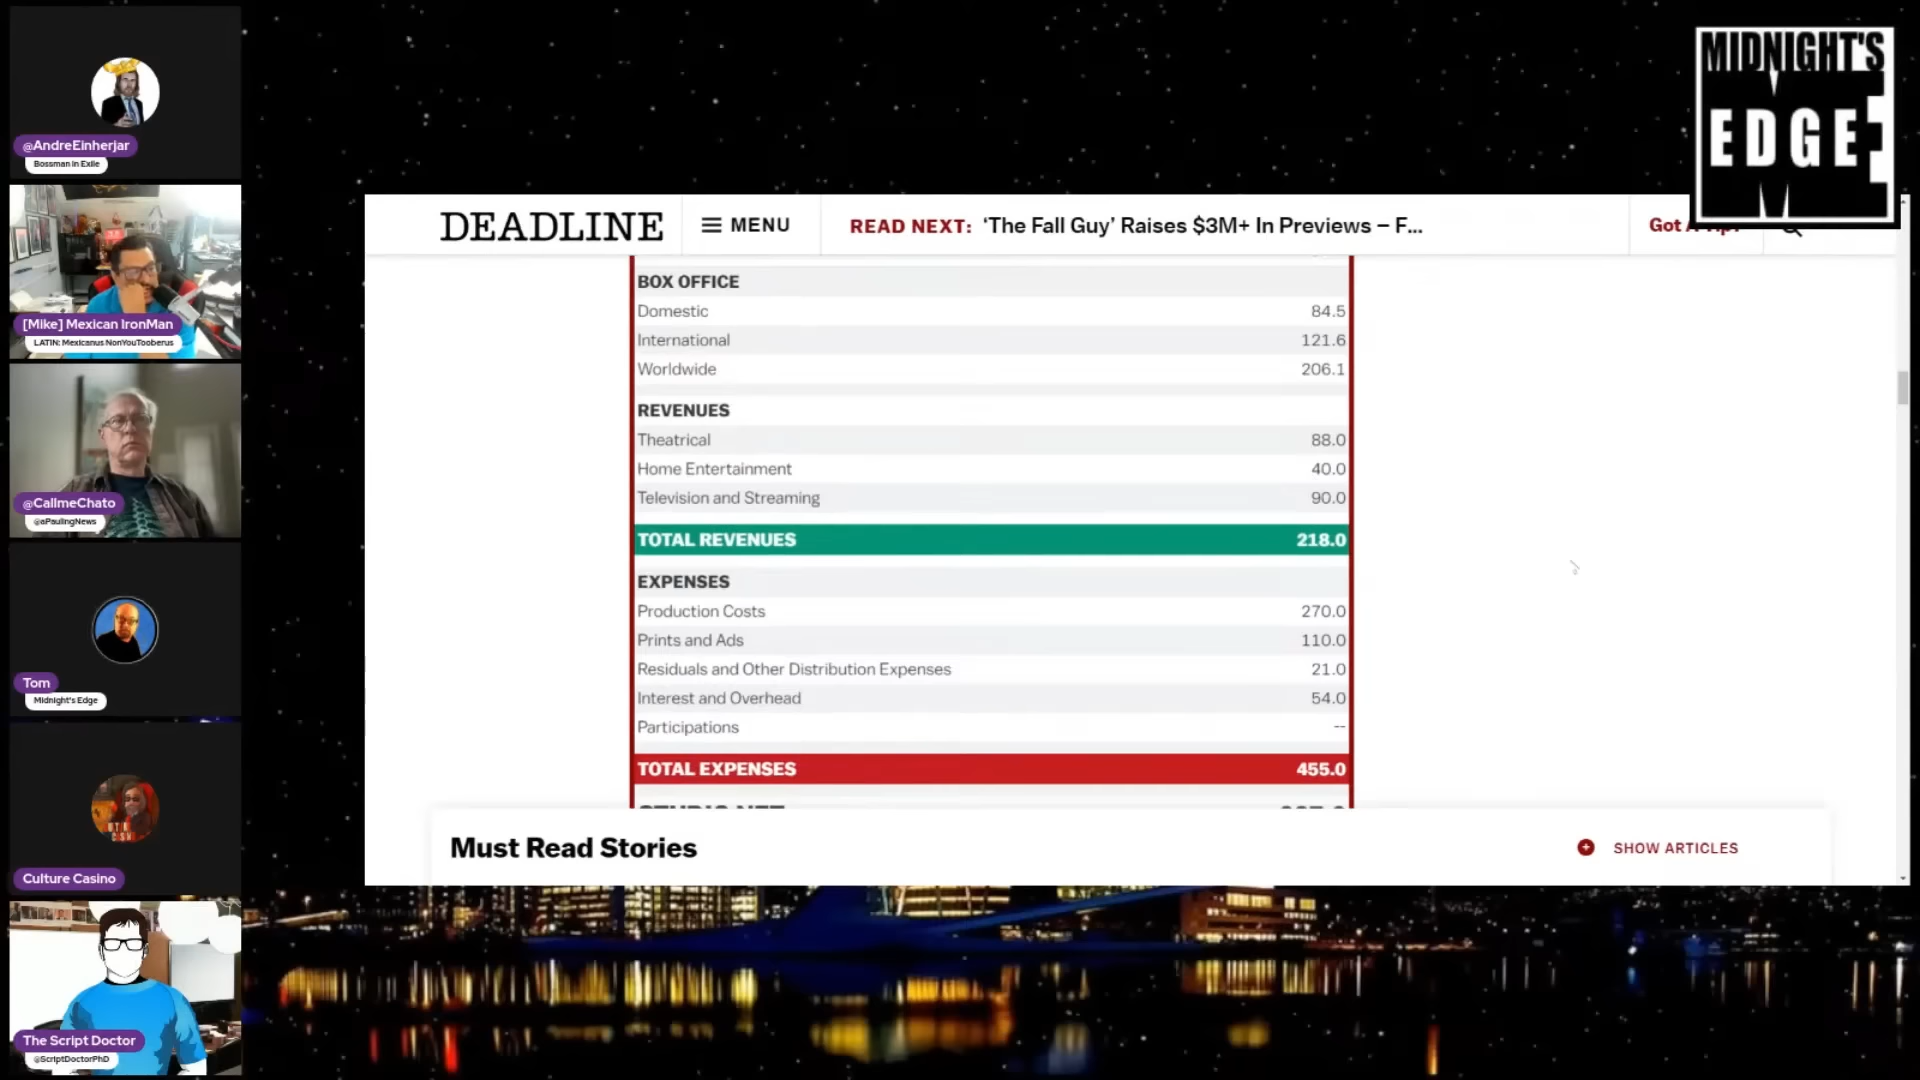 @AndreEinherjar
Bossman in Exile
[Mike] Mexican IronMan
LATIN: Mexicanus NonYouTooberus
@CallmeChato
@aPaulingNews
Tom
Midnight's Edge
Culture Casino
The Script Doctor
@ScriptDoctorPhD
MIDNIGHT'S
EDGE
DEADLINE
MENU
READ NEXT: ‘The Fall Guy’ Raises $3M+ In Previews – F...
Got A Tip?
BOX OFFICE
Domestic 84.5
International 121.6
Worldwide 206.1
REVENUES
Theatrical 88.0
Home Entertainment 40.0
Television and Streaming 90.0
TOTAL REVENUES 218.0
EXPENSES
Production Costs 270.0
Prints and Ads 110.0
Residuals and Other Distribution Expenses 21.0
Interest and Overhead 54.0
Participations --
TOTAL EXPENSES 455.0
Must Read Stories
SHOW ARTICLES